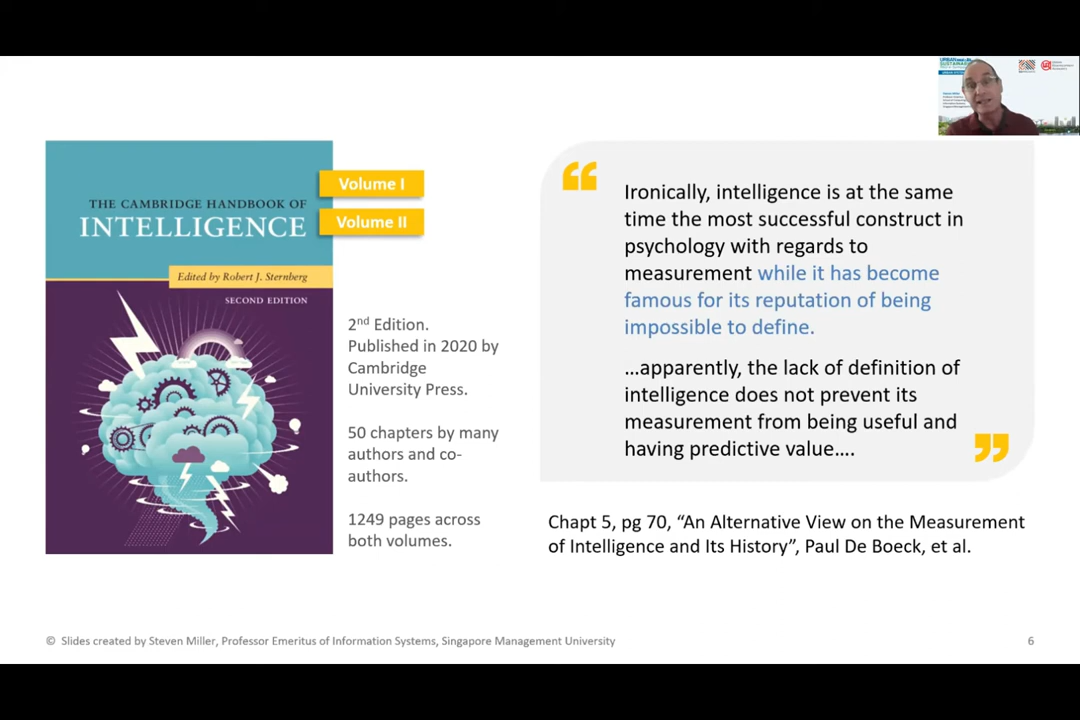 THE CAMBRIDGE HANDBOOK OF
INTELLIGENCE
Edited by Robert J. Sternberg
SECOND EDITION
Volume I
Volume II
2nd Edition.
Published in 2020 by
Cambridge
University Press.
50 chapters by many
authors and co-
authors.
1249 pages across
both volumes.
“
Ironically, intelligence is at the same
time the most successful construct in
psychology with regards to
measurement while it has become
famous for its reputation of being
impossible to define.
...apparently, the lack of definition of
intelligence does not prevent its
measurement from being useful and
having predictive value....
”
Chapt 5, pg 70, “An Alternative View on the Measurement
of Intelligence and Its History”, Paul De Boeck, et al.
© Slides created by Steven Miller, Professor Emeritus of Information Systems, Singapore Management University
6